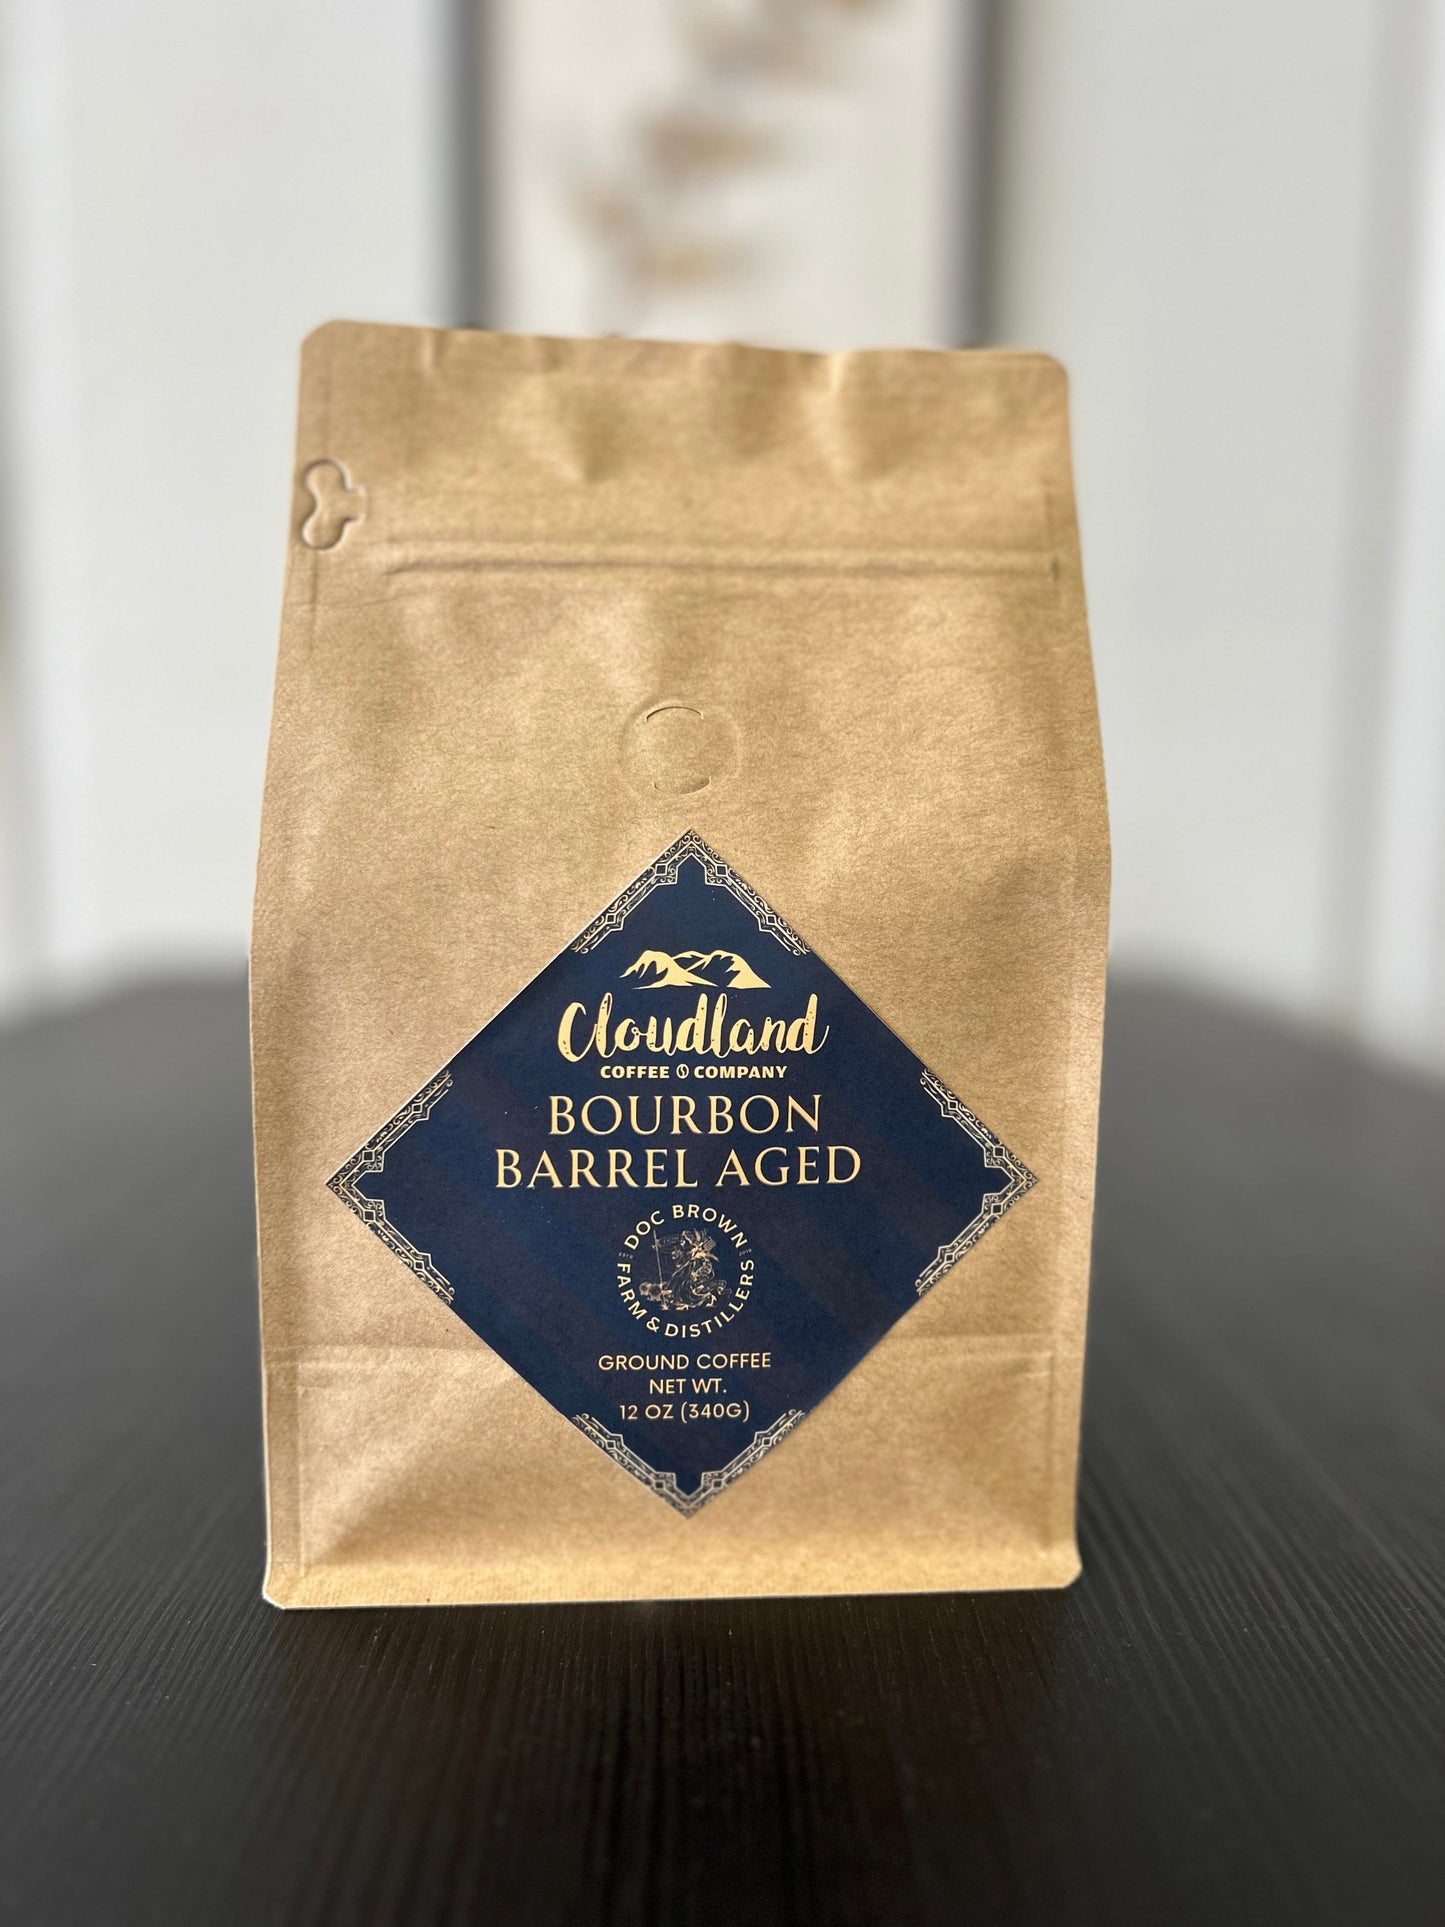 Cloudland
COFFEE COMPANY
BOURBON
BARREL AGED
DOC BROWN
FARM & DISTILLERS
GROUND COFFEE
NET WT.
12 OZ (340G)